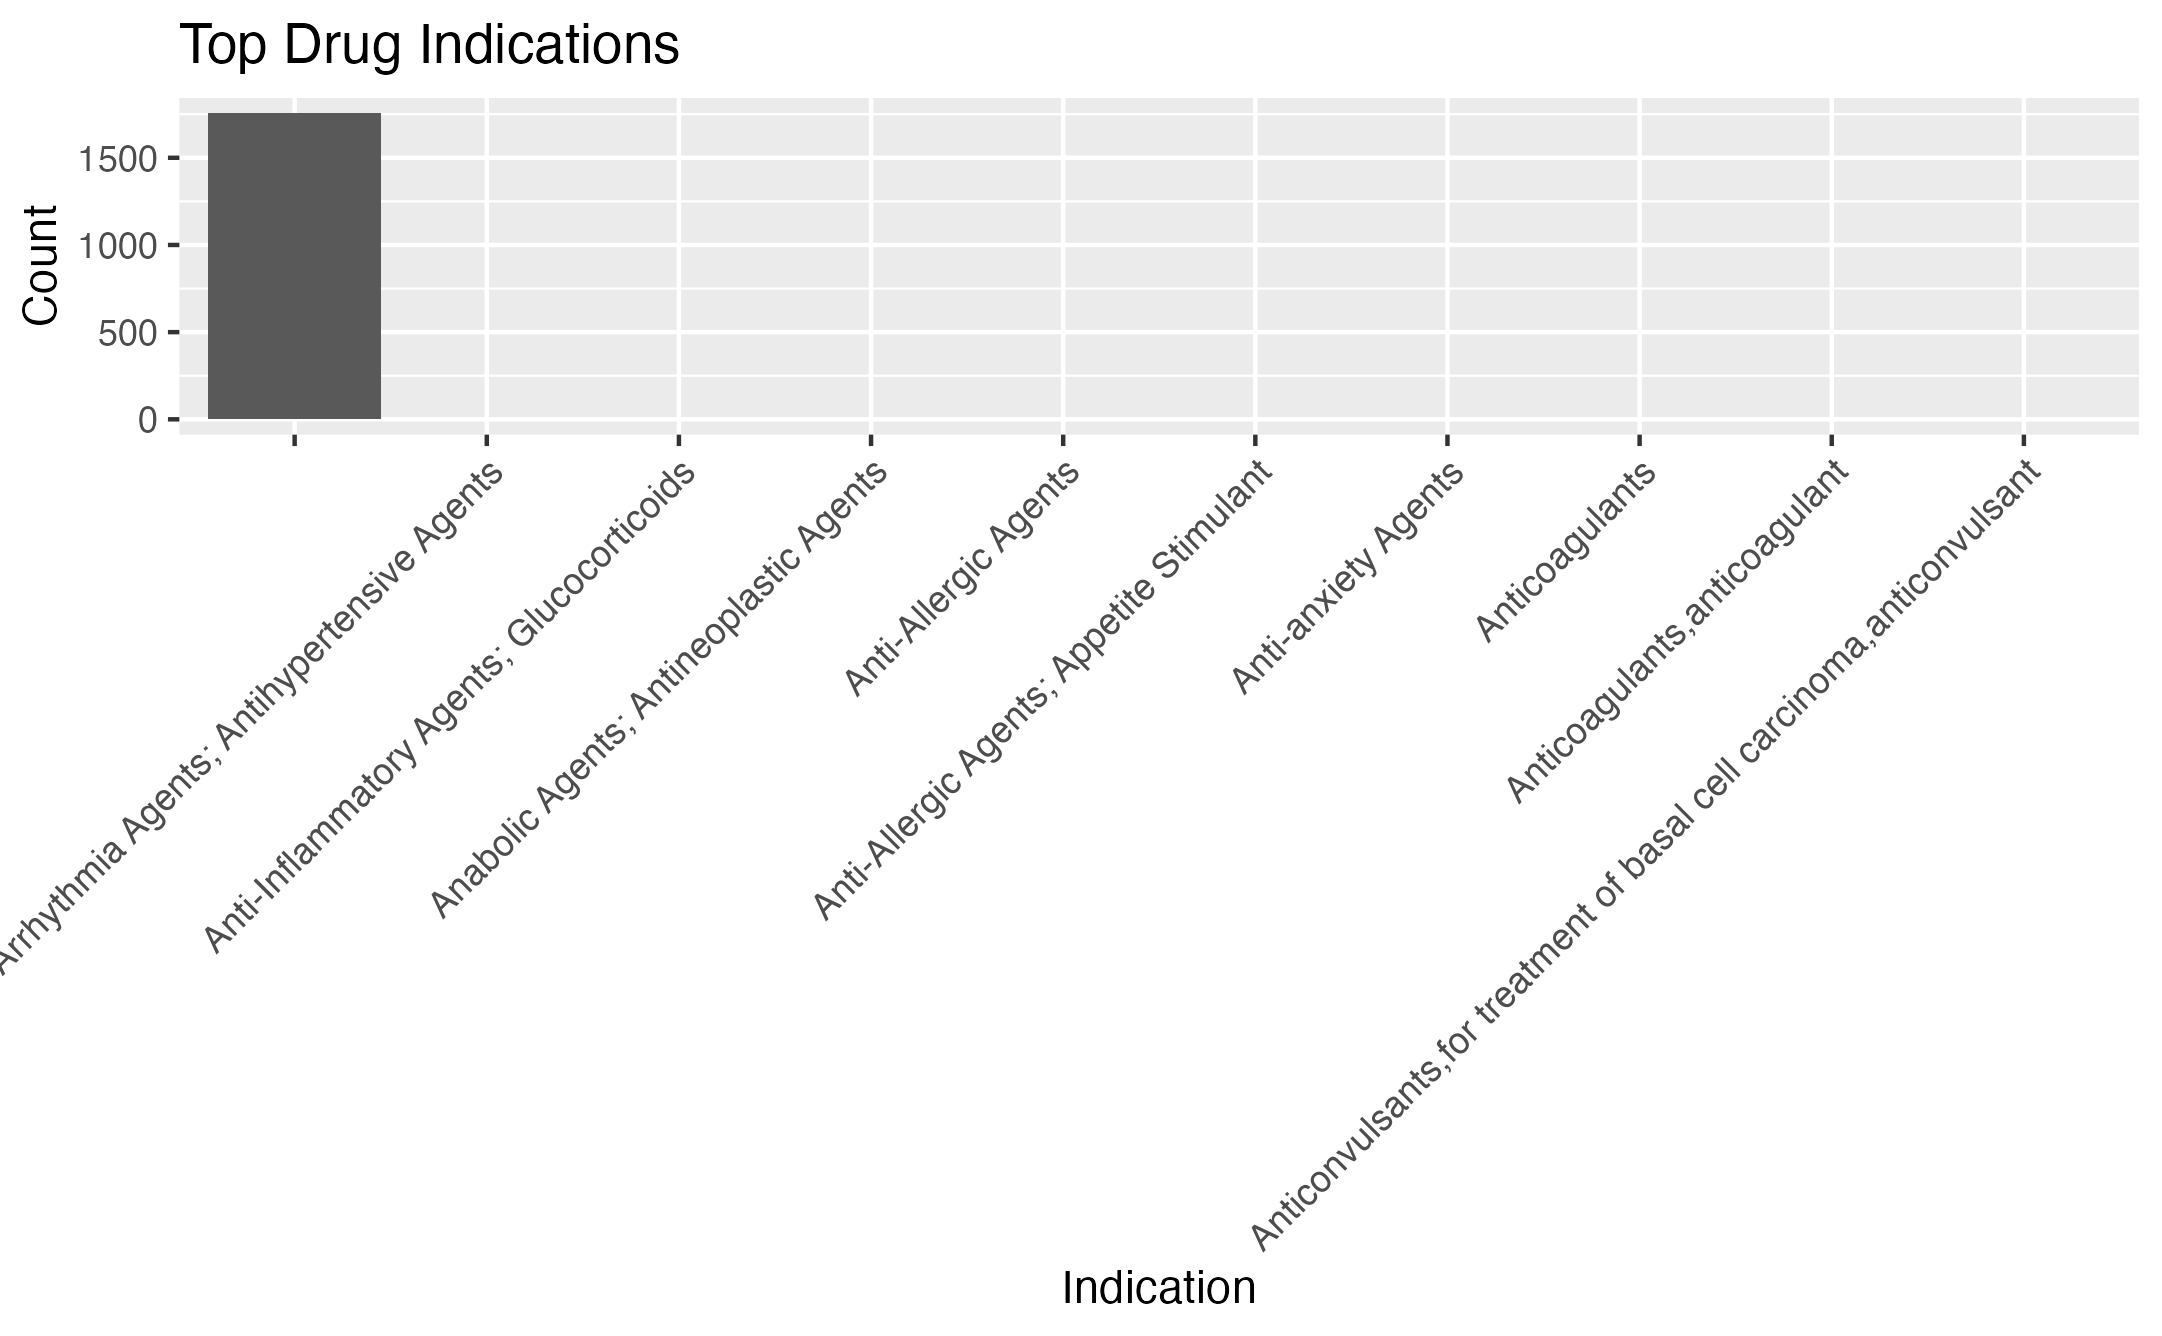 Top Drug Indications
Count
1500
1000
500
0
Arrhythmia Agents; Antihypertensive Agents
Anti-Inflammatory Agents; Glucocorticoids
Anabolic Agents; Antineoplastic Agents
Anti-Allergic Agents
Anti-Allergic Agents; Appetite Stimulant
Anti-anxiety Agents
Anticoagulants
Anticoagulants,anticoagulant
Anticonvulsants,for treatment of basal cell carcinoma,anticonvulsant
Indication